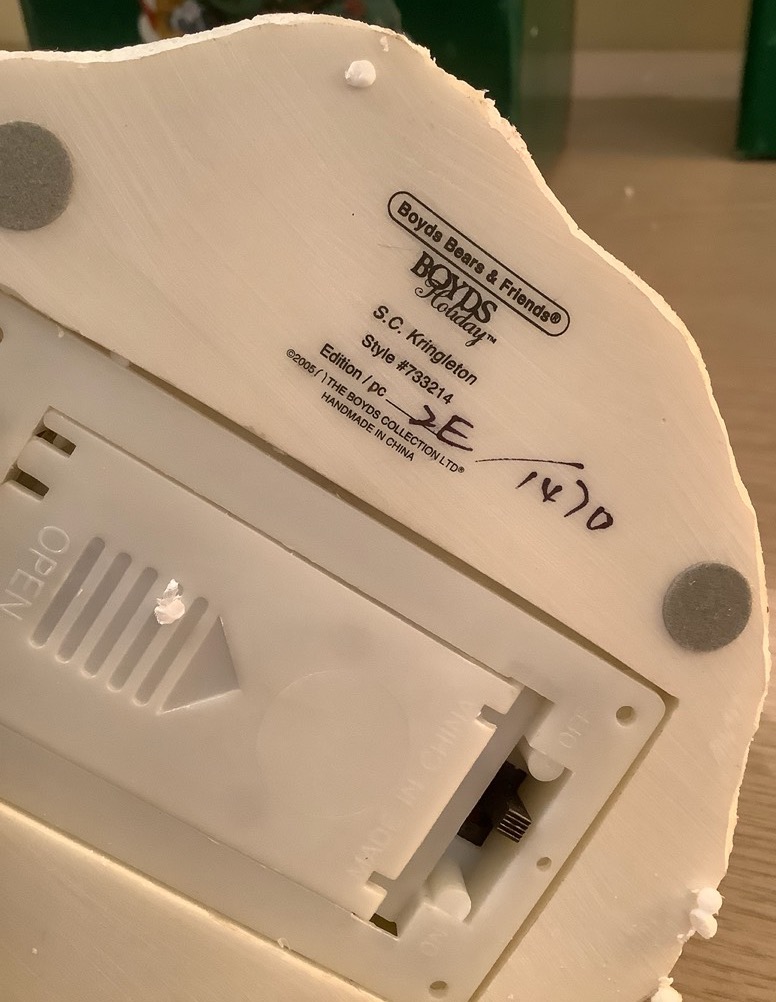 Boyds Bears & Friends®
BOYDS
Holiday™
S.C. Kringleton
Style #733214
Edition / pc 2E / 1470
©2005( ) THE BOYDS COLLECTION LTD®
HANDMADE IN CHINA
OPEN
OFF
MADE IN CHINA